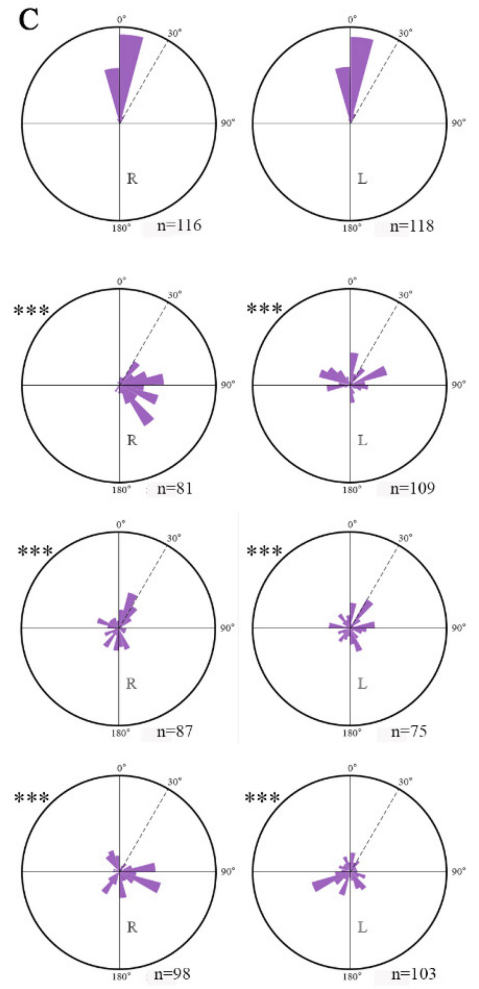 C
0° 0°
30° 30°
90° 90°
R L
180° n=116 180° n=118
0° 0°
*** 30° *** 30°
90° 90°
R L
180° n=81 180° n=109
0° 0°
*** 30° *** 30°
90° 90°
R L
180° n=87 180° n=75
0° 0°
*** 30° *** 30°
90° 90°
R L
180° n=98 180° n=103